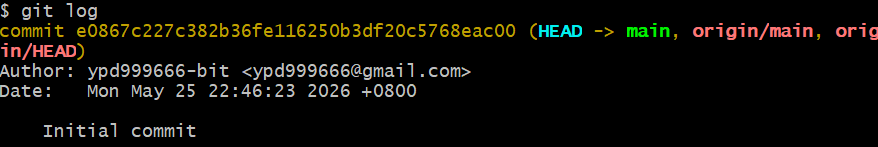 $ git log
commit e0867c227c382b36fe116250b3df20c5768eac00 (HEAD -> main, origin/main, orig
in/HEAD)
Author: ypd999666-bit <ypd999666@gmail.com>
Date:   Mon May 25 22:46:23 2026 +0800

    Initial commit